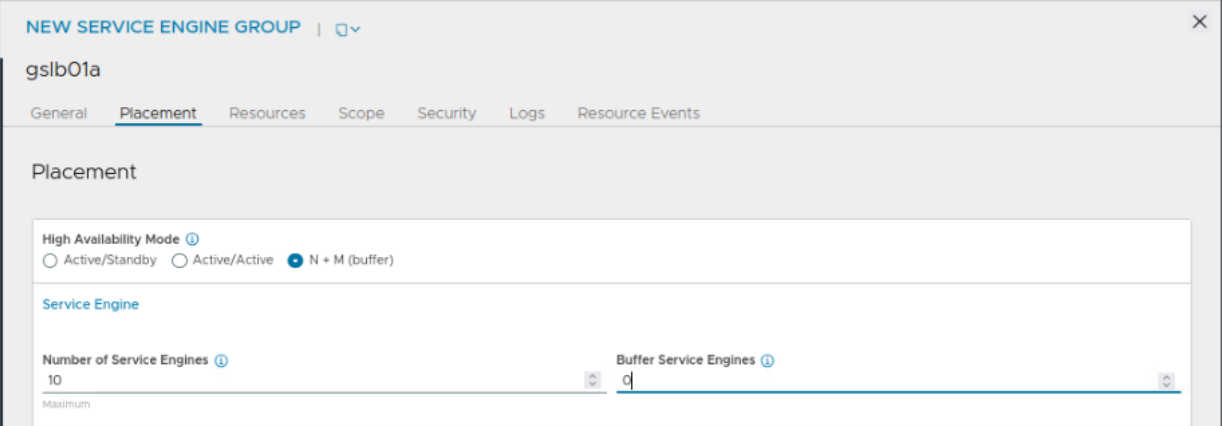 NEW SERVICE ENGINE GROUP |
gslb01a
General Placement Resources Scope Security Logs Resource Events
Placement
High Availability Mode
Active/Standby Active/Active N + M (buffer)
Service Engine
Number of Service Engines Buffer Service Engines
10 0
Maximum